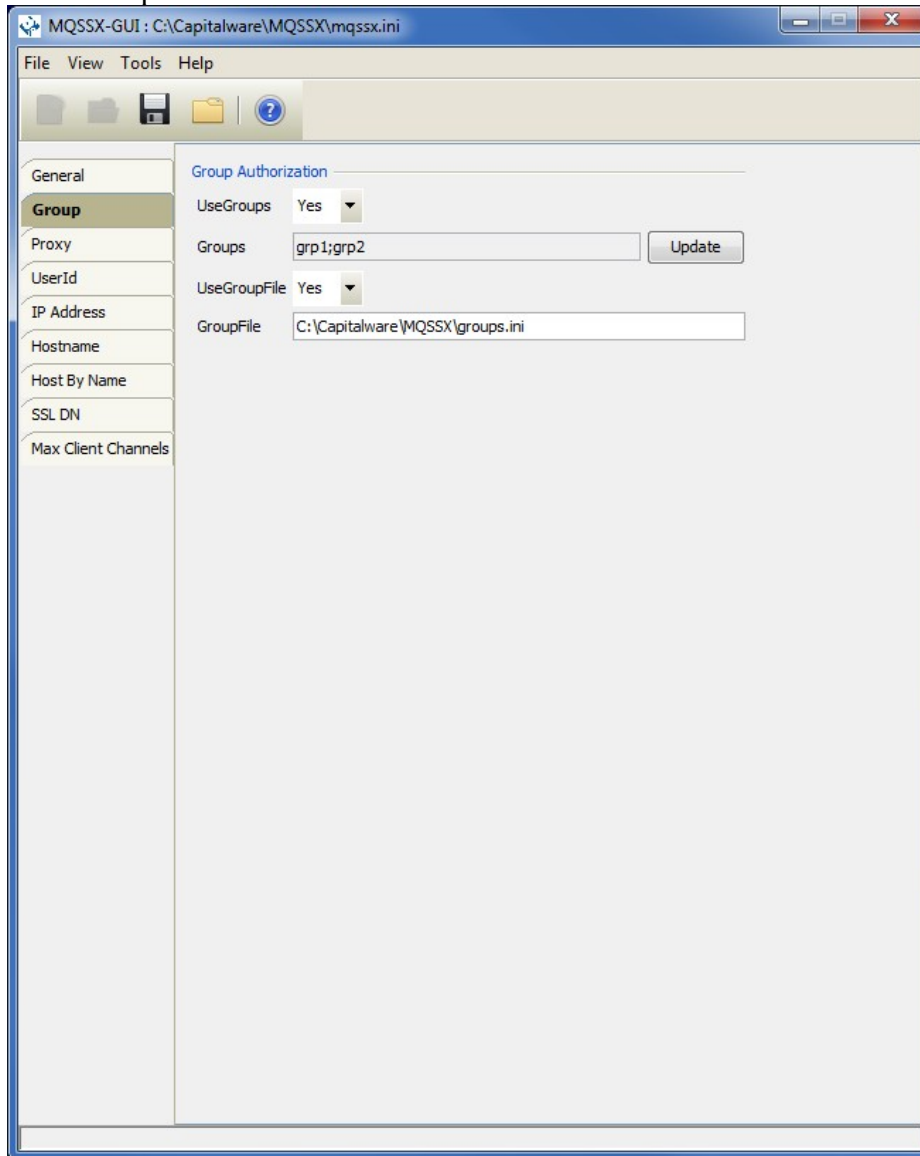 MQSSX-GUI : C:\Capitalware\MQSSX\mqssx.ini
File View Tools Help
General
Group
Proxy
UserId
IP Address
Hostname
Host By Name
SSL DN
Max Client Channels
Group Authorization
UseGroups Yes
Groups grp1;grp2 Update
UseGroupFile Yes
GroupFile C:\Capitalware\MQSSX\groups.ini